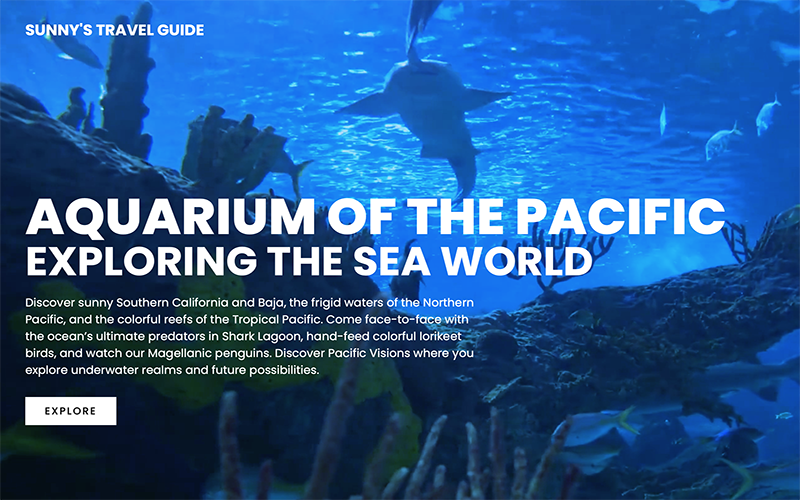 SUNNY'S TRAVEL GUIDE
AQUARIUM OF THE PACIFIC
EXPLORING THE SEA WORLD
Discover sunny Southern California and Baja, the frigid waters of the Northern
Pacific, and the colorful reefs of the Tropical Pacific. Come face-to-face with
the ocean’s ultimate predators in Shark Lagoon, hand-feed colorful lorikeet
birds, and watch our Magellanic penguins. Discover Pacific Visions where you
explore underwater realms and future possibilities.
EXPLORE